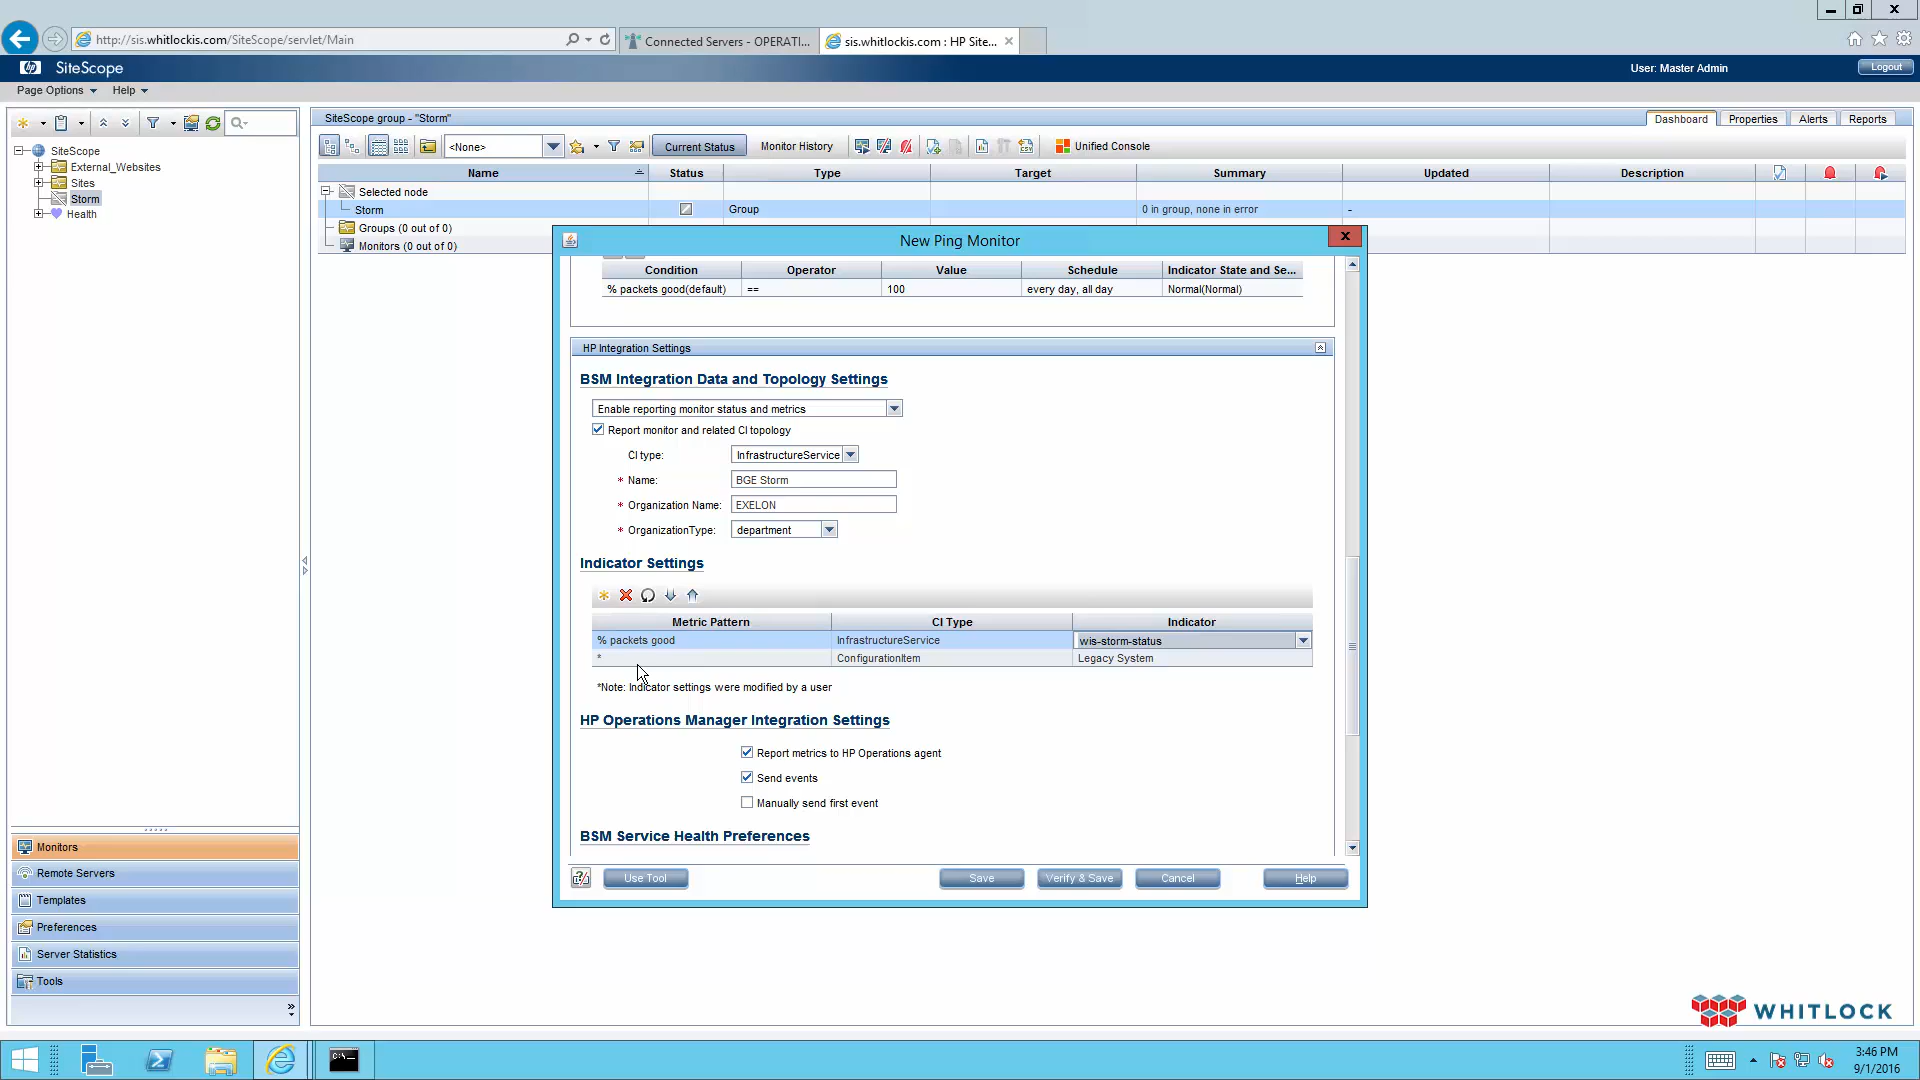 http://sis.whitlockis.com/SiteScope/servlet/Main
Connected Servers - OPERATI...
sis.whitlockis.com : HP Site...
hp SiteScope
User: Master Admin
Logout
Page Options
Help
SiteScope group - "Storm"
Dashboard
Properties
Alerts
Reports
<None>
Current Status
Monitor History
Unified Console
SiteScope
External_Websites
Sites
Storm
Health
Name Status Type Target Summary Updated Description
Selected node
Storm Group 0 in group, none in error -
Groups (0 out of 0)
Monitors (0 out of 0)
New Ping Monitor
Condition Operator Value Schedule Indicator State and Se...
% packets good(default) == 100 every day, all day Normal(Normal)
HP Integration Settings
BSM Integration Data and Topology Settings
Enable reporting monitor status and metrics
Report monitor and related CI topology
CI type: InfrastructureService
* Name: BGE Storm
* Organization Name: EXELON
* OrganizationType: department
Indicator Settings
Metric Pattern CI Type Indicator
% packets good InfrastructureService wis-storm-status
* ConfigurationItem Legacy System
*Note: Indicator settings were modified by a user
HP Operations Manager Integration Settings
Report metrics to HP Operations agent
Send events
Manually send first event
BSM Service Health Preferences
Use Tool
Save
Verify & Save
Cancel
Help
Monitors
Remote Servers
Templates
Preferences
Server Statistics
Tools
WHITLOCK
C:\.
3:46 PM
9/1/2016